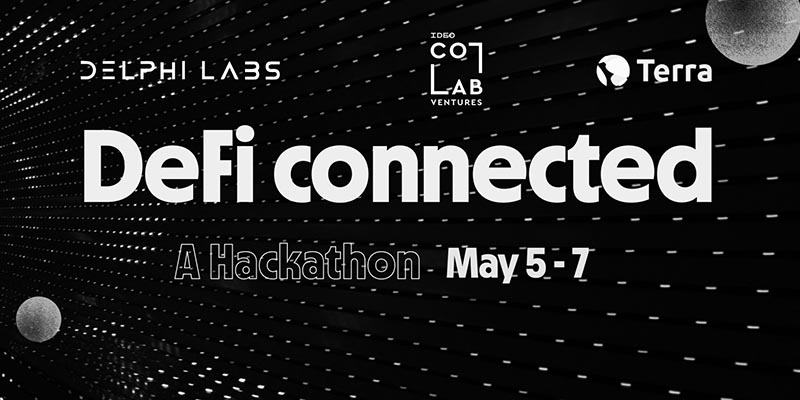 DELPHI LABS
IDEO
CO
LAB
VENTURES
Terra
DeFi connected
A Hackathon May 5 - 7